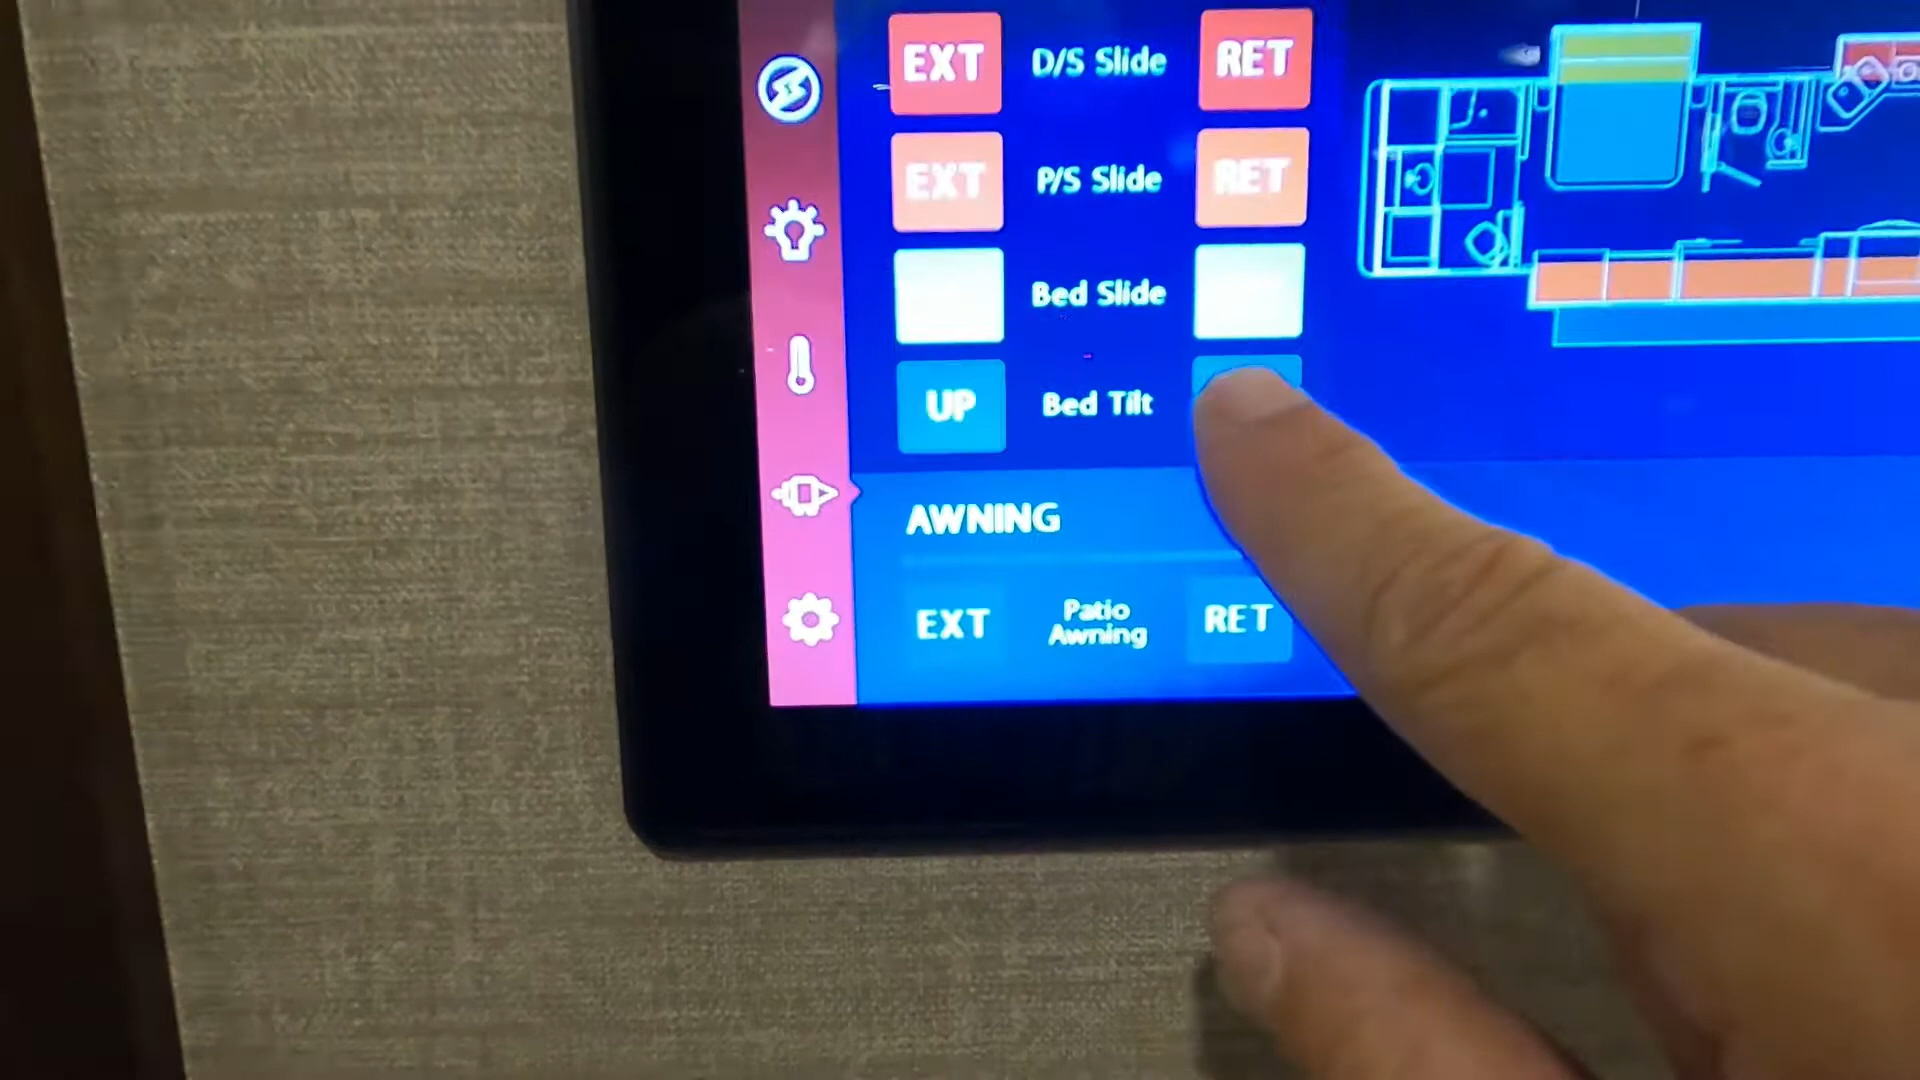 EXT D/S Slide RET
EXT P/S Slide RET
Bed Slide
UP Bed Tilt
AWNING
EXT Patio Awning RET